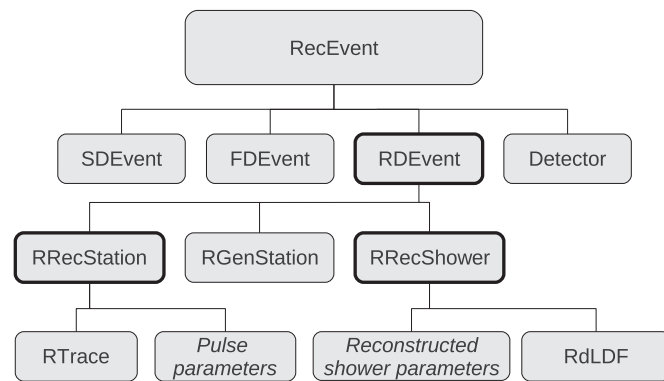 RecEvent
SDEvent
FDEvent
RDEvent
Detector
RRecStation
RGenStation
RRecShower
RTrace
Pulse
parameters
Reconstructed
shower parameters
RdLDF